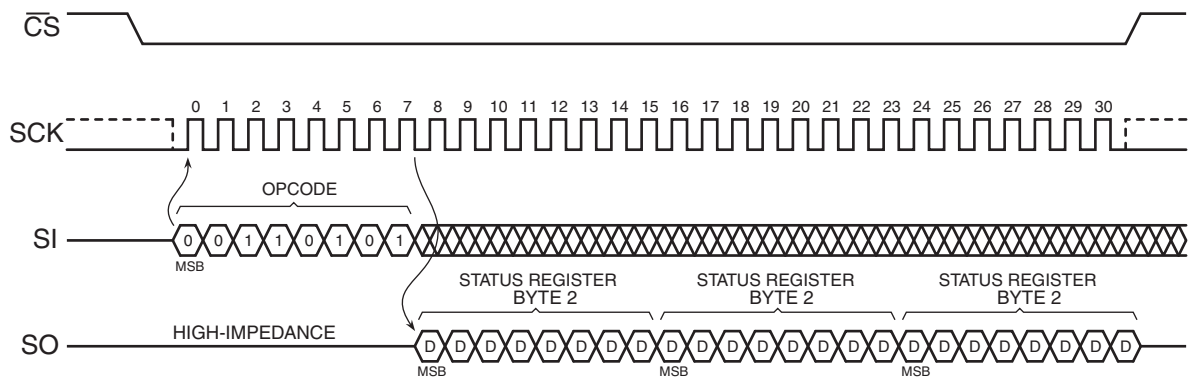 CS
0 1 2 3 4 5 6 7 8 9 10 11 12 13 14 15 16 17 18 19 20 21 22 23 24 25 26 27 28 29 30
SCK
OPCODE
SI 0 0 1 1 0 1 0 1
MSB
STATUS REGISTER STATUS REGISTER STATUS REGISTER
BYTE 2 BYTE 2 BYTE 2
HIGH-IMPEDANCE
SO D D D D D D D D D D D D D D D D D D D D D D D D
MSB MSB MSB